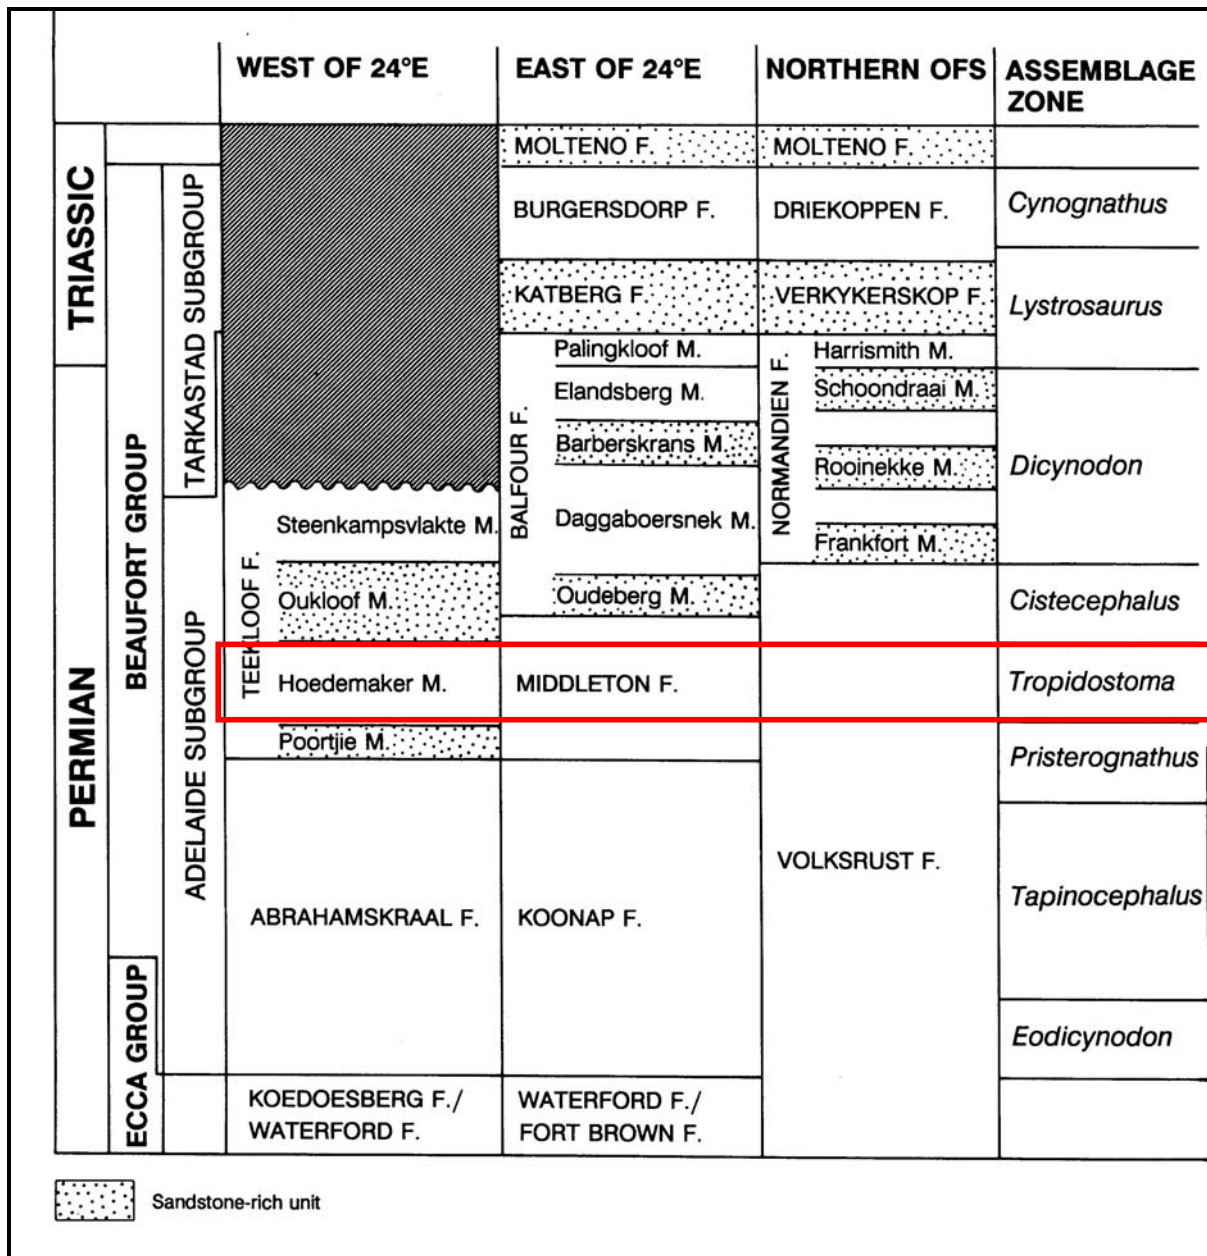 WEST OF 24°E
EAST OF 24°E
NORTHERN OFS
ASSEMBLAGE
ZONE
TRIASSIC
PERMIAN
BEAUFORT GROUP
ECCA GROUP
TARKASTAD SUBGROUP
ADELAIDE SUBGROUP
TEEKLOOF F.
Steenkampsvlakte M.
Oukloof M.
Hoedemaker M.
Poortjie M.
ABRAHAMSKRAAL F.
KOEDOESBERG F./
WATERFORD F.
MOLTENO F.
BURGERSDORP F.
KATBERG F.
BALFOUR F.
Palingkloof M.
Elandsberg M.
Barberskrans M.
Daggaboersnek M.
Oudeberg M.
MIDDLETON F.
KOONAP F.
WATERFORD F./
FORT BROWN F.
MOLTENO F.
DRIEKOPPEN F.
VERKYKERSKOP F.
NORMANDIEN F.
Harrismith M.
Schoondraai M.
Rooinekke M.
Frankfort M.
VOLKSRUST F.
Cynognathus
Lystrosaurus
Dicynodon
Cistecephalus
Tropidostoma
Pristerognathus
Tapinocephalus
Eodicynodon
Sandstone-rich unit